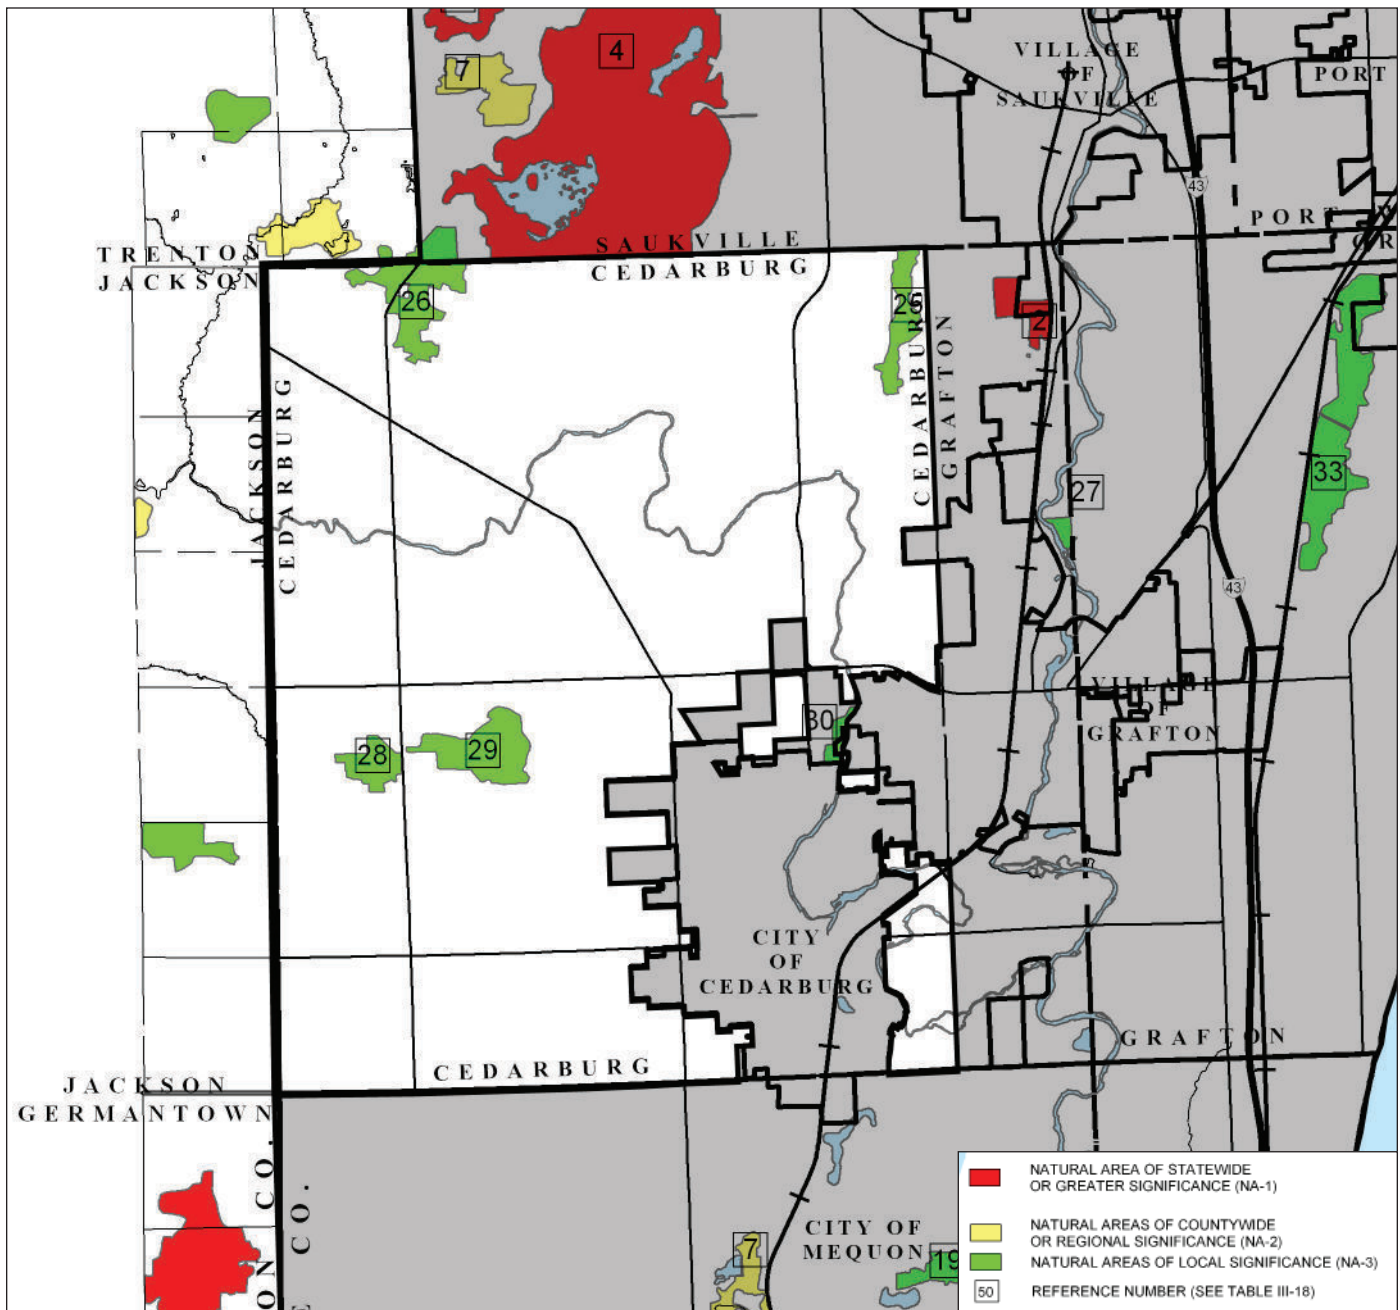 4
7
VILLAGE
OF
SAUKVILLE
PORT
43
PORT
TRENTON
JACKSON
SAUKVILLE
CEDARBURG
26
25
2
CEDARBURG
GRAFTON
JACKSON
CEDARBURG
33
27
43
28
29
30
VILLAGE
OF
GRAFTON
CITY
OF
CEDARBURG
CEDARBURG
GRAFTON
JACKSON
GERMANTOWN
CO.
CO.
CITY OF
MEQUON
7
19
NATURAL AREA OF STATEWIDE
OR GREATER SIGNIFICANCE (NA-1)
NATURAL AREAS OF COUNTYWIDE
OR REGIONAL SIGNIFICANCE (NA-2)
NATURAL AREAS OF LOCAL SIGNIFICANCE (NA-3)
50 REFERENCE NUMBER (SEE TABLE III-18)